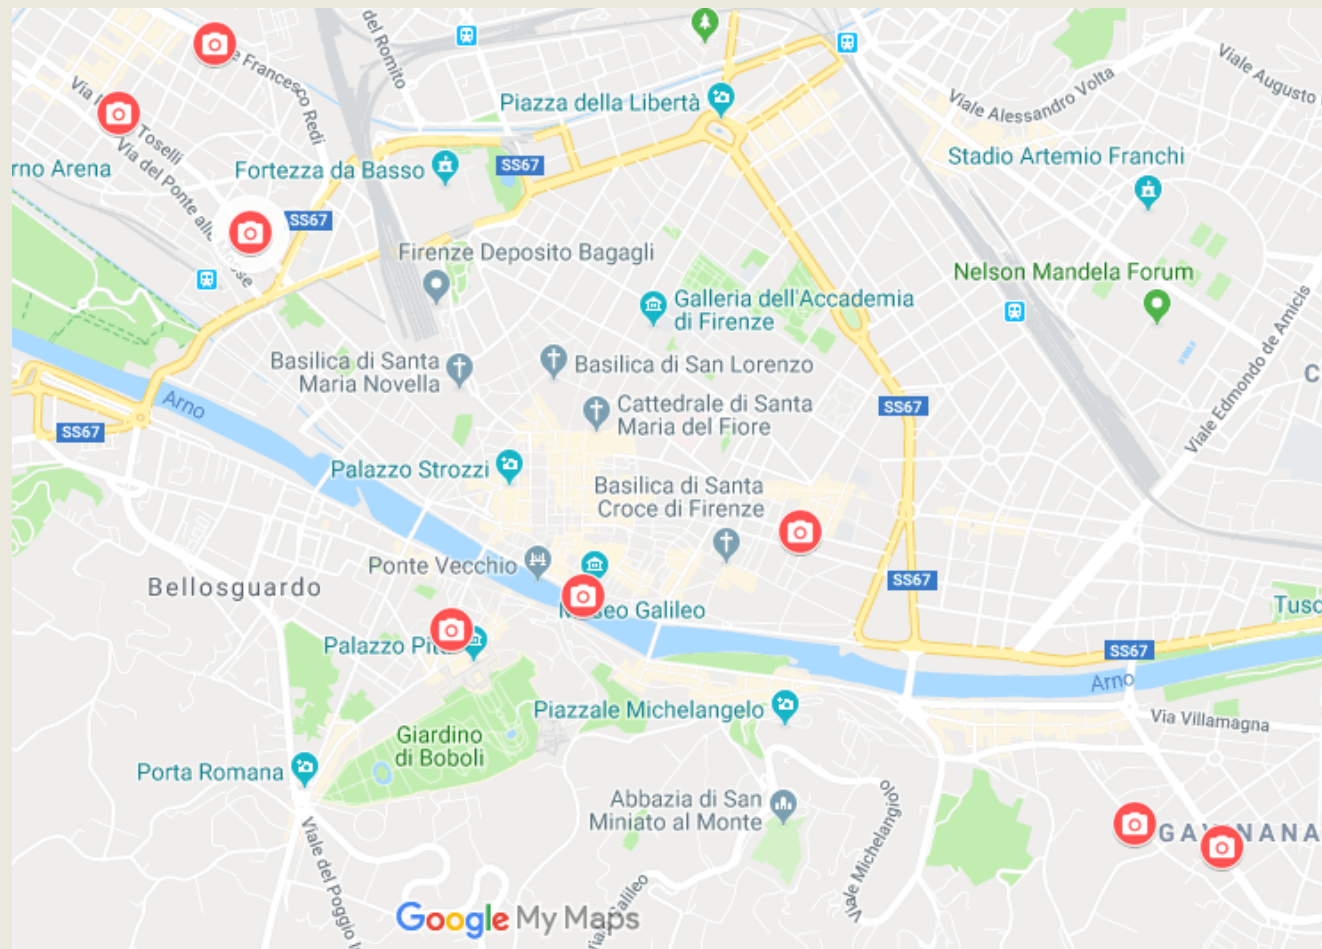 del Romito
Francesco Redi
Viale Augusto
Viale Alessandro Volta
Via
Toselli
Via del Ponte alle Mosse
Piazza della Libertà
rno Arena
Fortezza da Basso
SS67
Stadio Artemio Franchi
SS67
Firenze Deposito Bagagli
Nelson Mandela Forum
Galleria dell'Accademia
di Firenze
Viale Edmondo de Amicis
Basilica di Santa
Maria Novella
Basilica di San Lorenzo
C
Arno
Cattedrale di Santa
Maria del Fiore
SS67
SS67
Palazzo Strozzi
Basilica di Santa
Croce di Firenze
Ponte Vecchio
Bellosguardo
SS67
Museo Galileo
Tusc
Palazzo Pitti
SS67
Arno
Piazzale Michelangelo
Via Villamagna
Giardino
di Boboli
Porta Romana
Abbazia di San
Miniato al Monte
Viale Michelangiolo
GAVINANA
Viale del Poggio
Galileo
Google My Maps